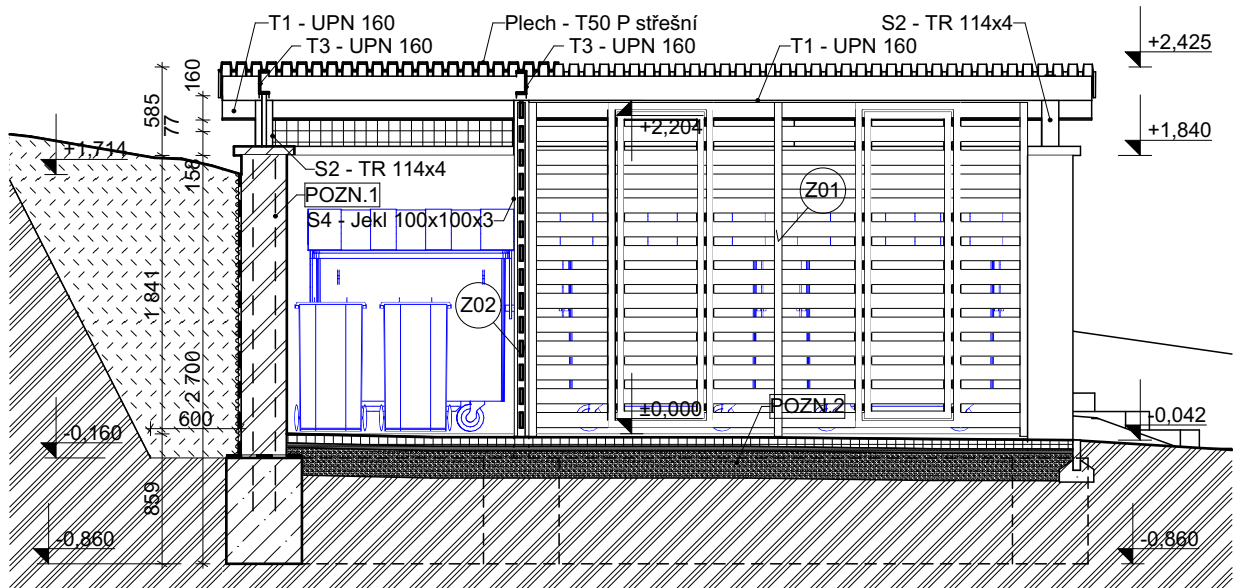 T1 - UPN 160
Plech - T50 P střešní
S2 - TR 114x4
T3 - UPN 160
T3 - UPN 160
T1 - UPN 160
+2,425
160
585
77
+2,204
+1,840
+1,714
158
S2 - TR 114x4
POZN.1
Z01
S4 - Jekl 100x100x3
1 841
Z02
2 700
600
±0,000
POZN.2
-0,042
-0,160
859
-0,860
-0,860